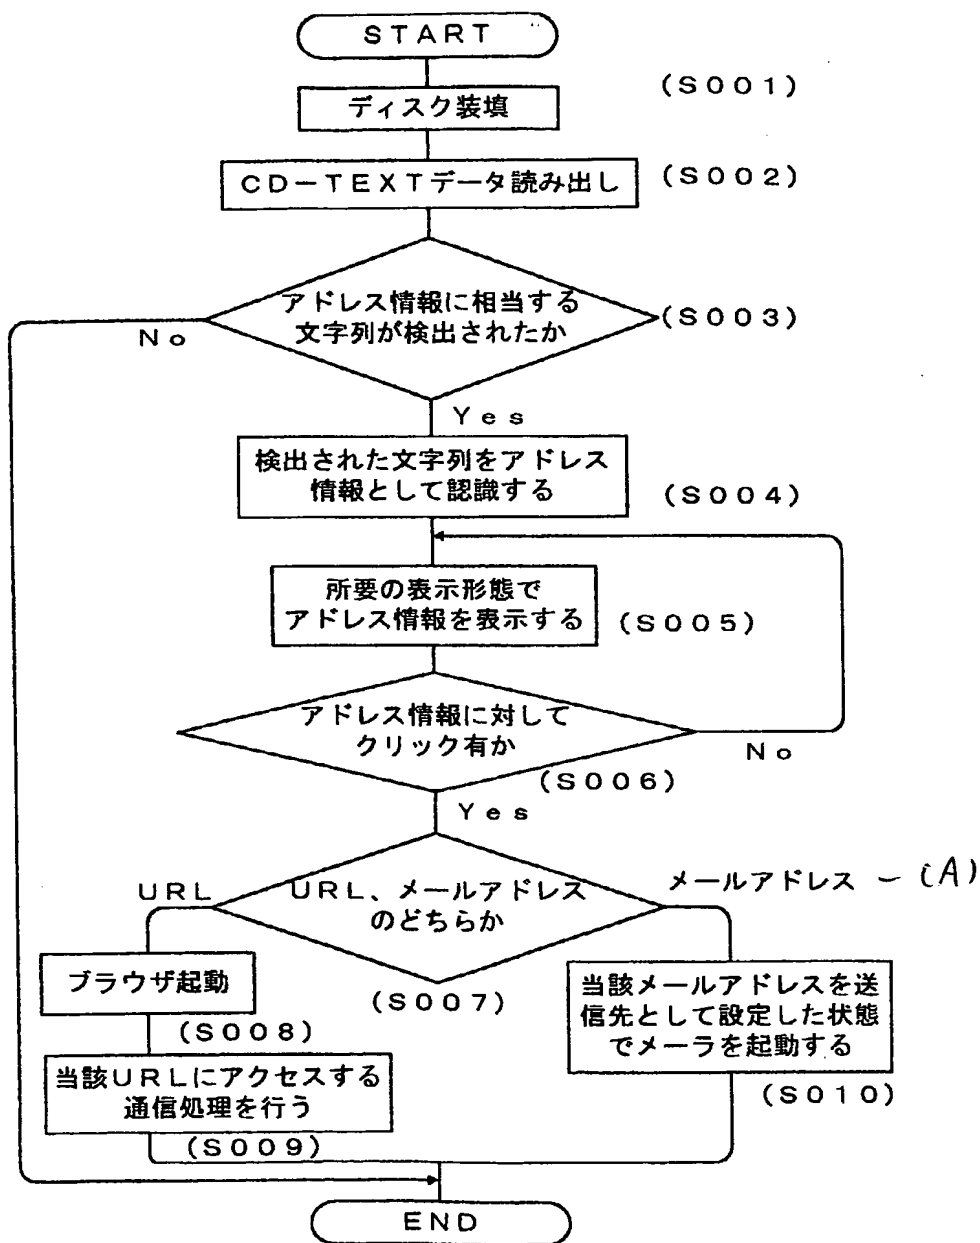 START
ディスク装填
(S001)
CD－TEXTデータ読み出し
(S002)
アドレス情報に相当する
文字列が検出されたか
(S003)
No
Yes
検出された文字列をアドレス
情報として認識する
(S004)
所要の表示形態で
アドレス情報を表示する
(S005)
アドレス情報に対して
クリック有か
No
(S006)
Yes
URL
URL、メールアドレス
のどちらか
メールアドレス － (A)
(S007)
ブラウザ起動
(S008)
当該URLにアクセスする
通信処理を行う
(S009)
当該メールアドレスを送
信先として設定した状態
でメーラを起動する
(S010)
END